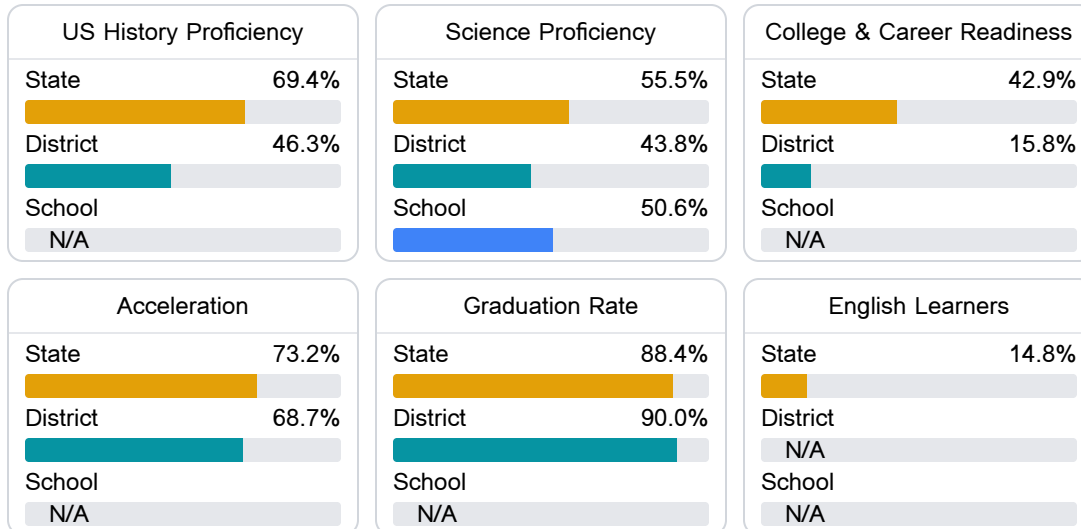 US History Proficiency
State 69.4%
District 46.3%
School
N/A
Science Proficiency
State 55.5%
District 43.8%
School 50.6%
College & Career Readiness
State 42.9%
District 15.8%
School
N/A
Acceleration
State 73.2%
District 68.7%
School
N/A
Graduation Rate
State 88.4%
District 90.0%
School
N/A
English Learners
State 14.8%
District
N/A
School
N/A